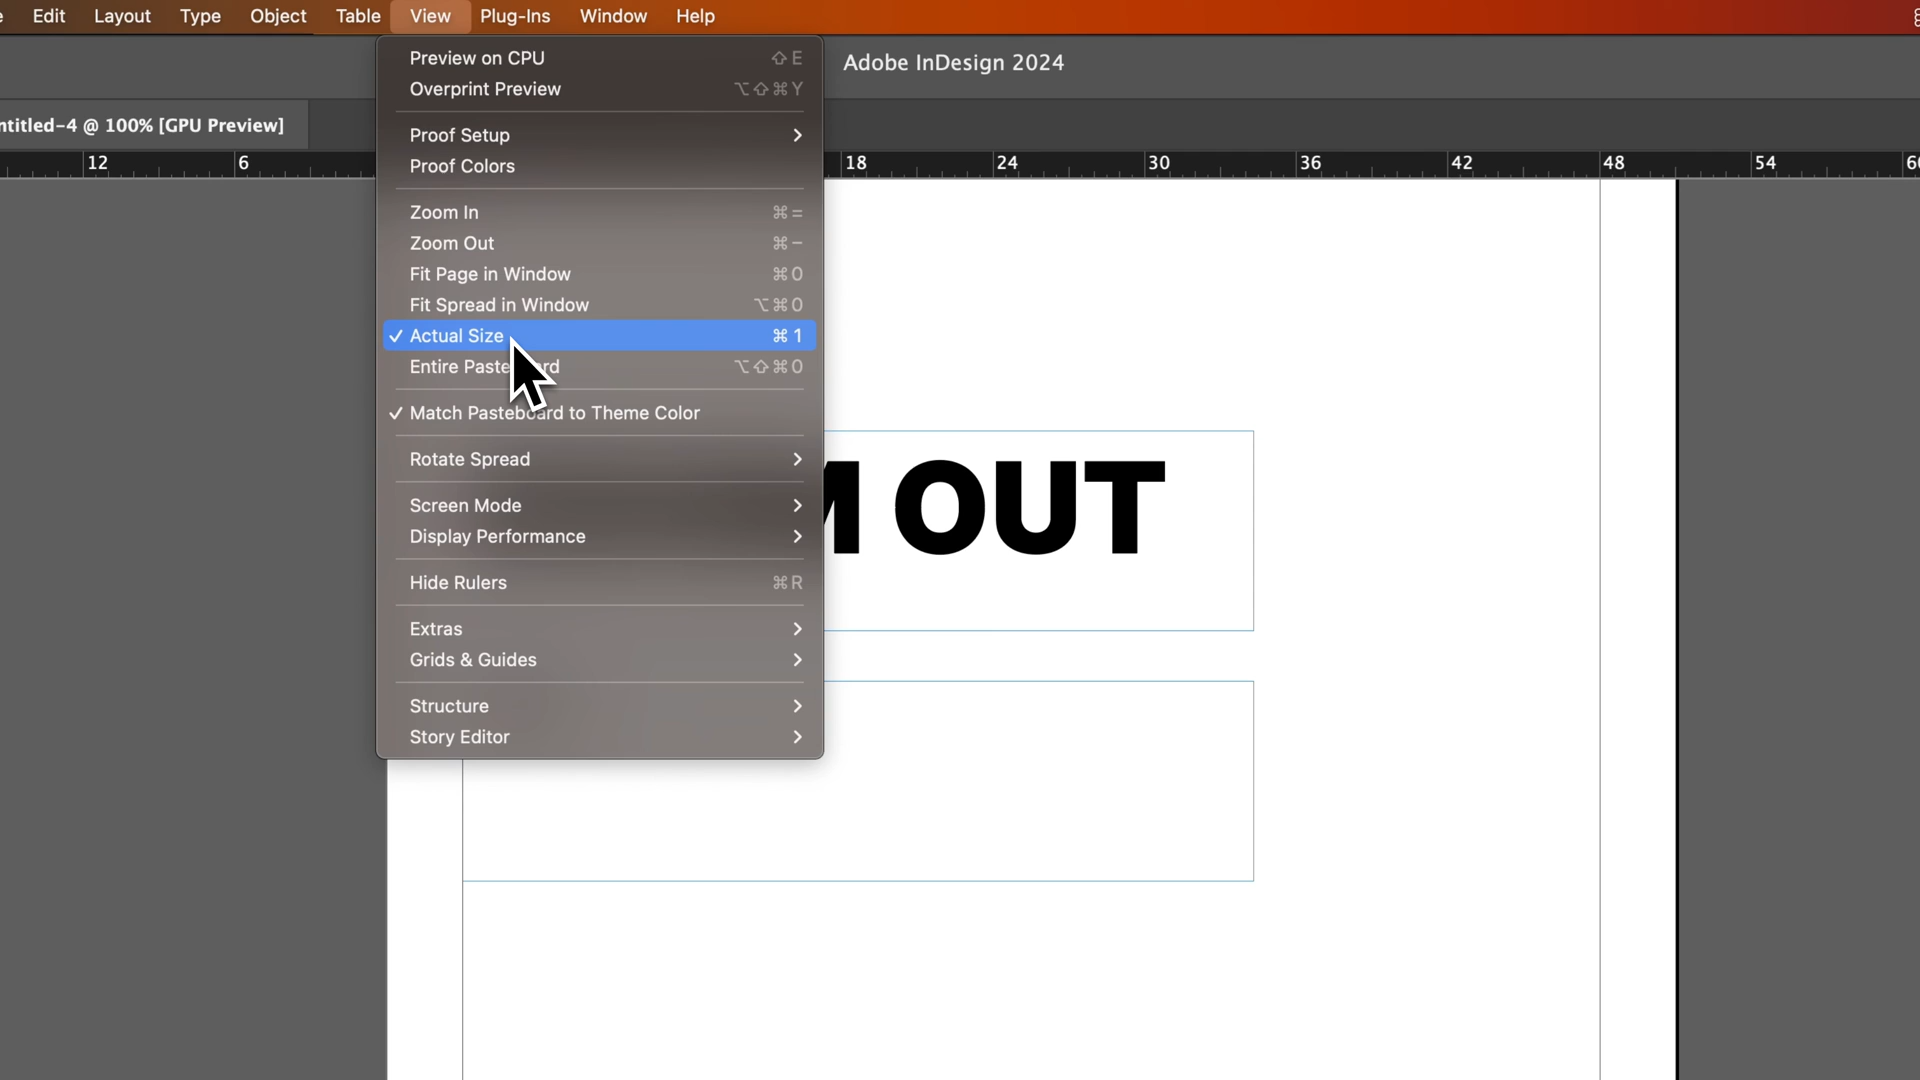 Edit Layout Type Object Table View Plug-Ins Window Help
Adobe InDesign 2024
ntitled-4 @ 100% [GPU Preview]
12 6 18 24 30 36 42 48 54
Preview on CPU ⇧ E
Overprint Preview ⌥⇧⌘Y
Proof Setup
Proof Colors
Zoom In ⌘=
Zoom Out ⌘−
Fit Page in Window ⌘0
Fit Spread in Window ⌥⌘0
✓ Actual Size ⌘1
Entire Paste rd ⌥⇧⌘0
✓ Match Pasteboard to Theme Color
Rotate Spread
Screen Mode
Display Performance
Hide Rulers ⌘R
Extras
Grids & Guides
Structure
Story Editor
M OUT